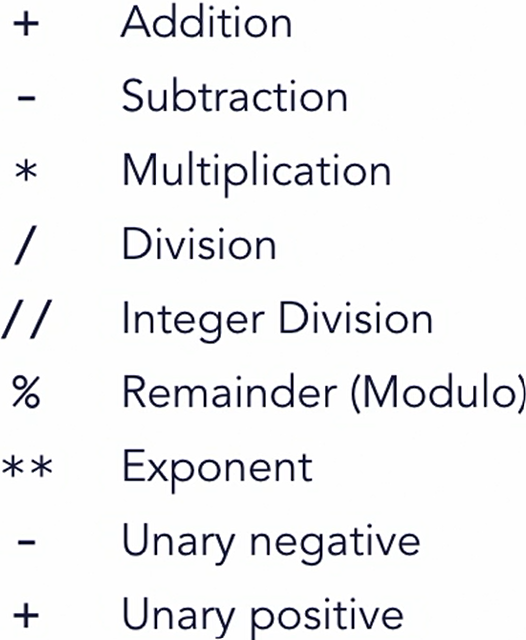 + Addition
- Subtraction
* Multiplication
/ Division
// Integer Division
% Remainder (Modulo)
** Exponent
- Unary negative
+ Unary positive